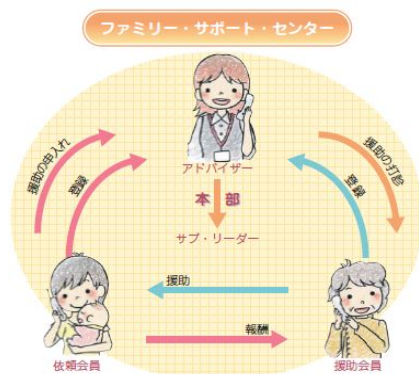 ファミリー・サポート・センター
アドバイザー
援助の申入れ
登録
援助の打診
登録
本部
サブ・リーダー
援助
報酬
依頼会員
援助会員